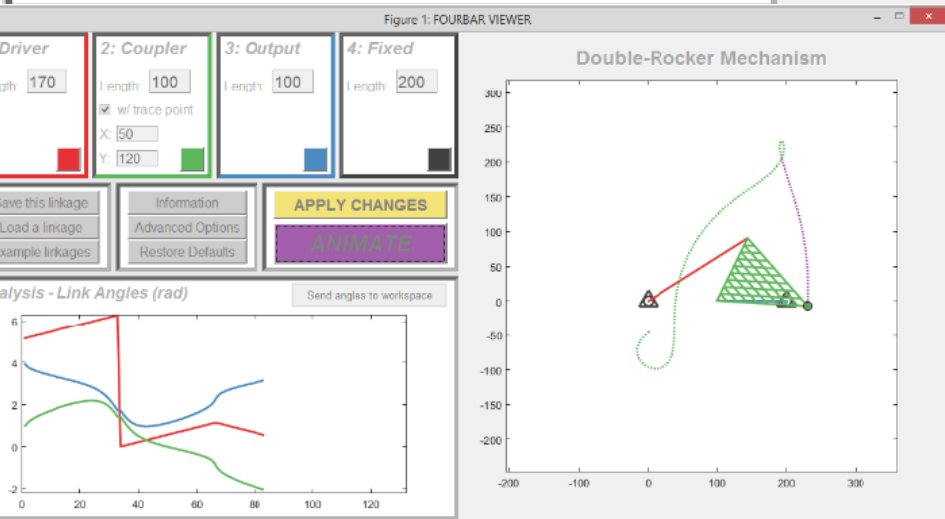 Figure 1: FOURBAR VIEWER
Driver
2: Coupler
3: Output
4: Fixed
gth: 170
Length: 100
Length: 100
Length: 200
w/ trace point
X: 50
Y: 120
Save this linkage
Load a linkage
Example linkages
Information
Advanced Options
Restore Defaults
APPLY CHANGES
ANIMATE
alysis - Link Angles (rad)
Send angles to workspace
6
4
2
0
-2
0 20 40 60 80 100 120
Double-Rocker Mechanism
300
250
200
150
100
50
0
-50
-100
-150
-200
-200 -100 0 100 200 300